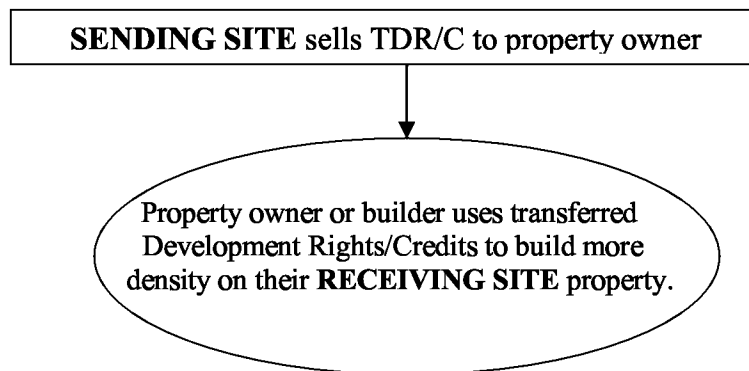 SENDING SITE sells TDR/C to property owner
Property owner or builder uses transferred
Development Rights/Credits to build more
density on their RECEIVING SITE property.